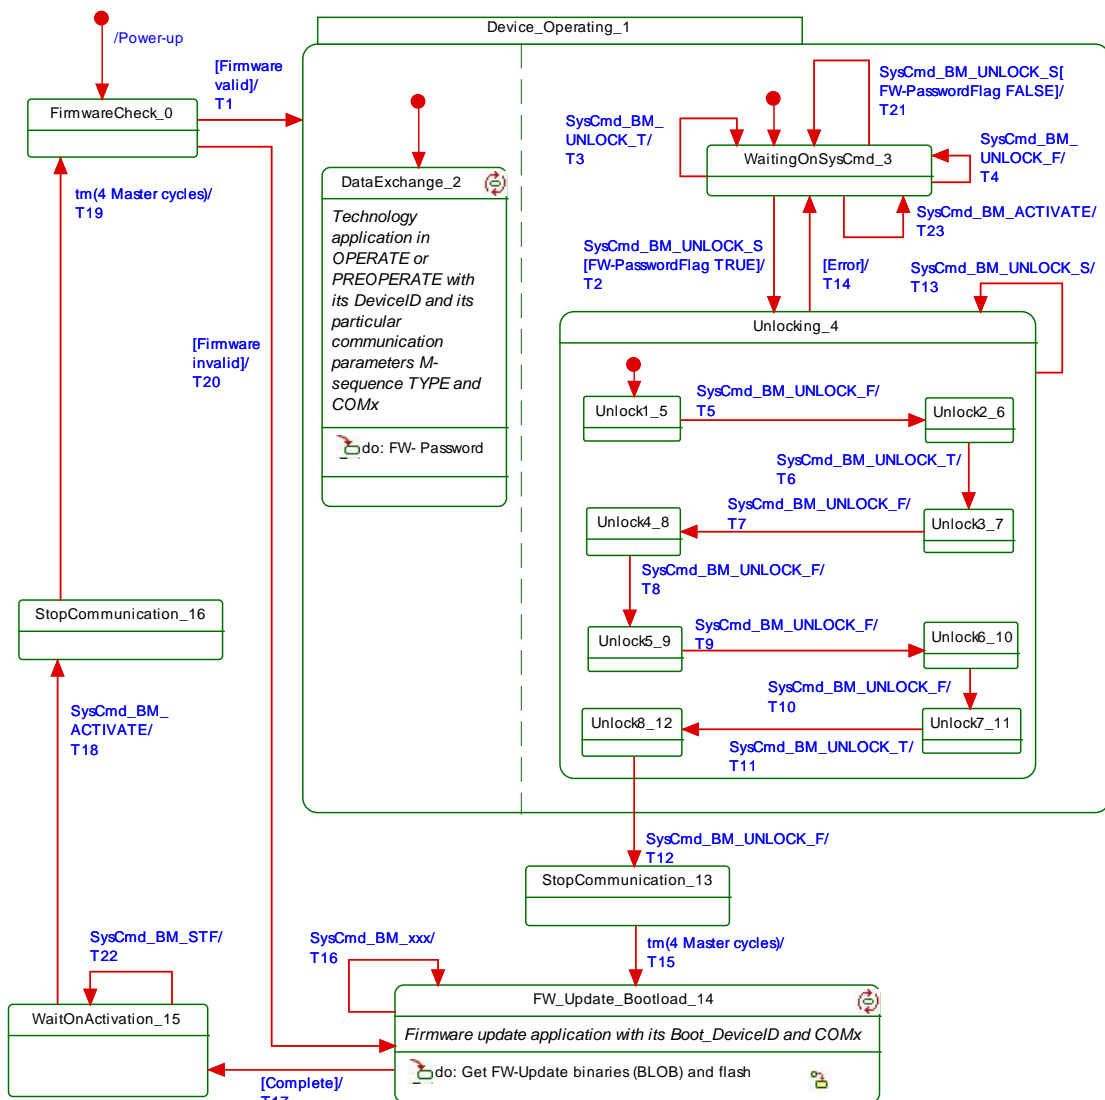 Device_Operating_1
/Power-up
[Firmware
valid]/
T1
FirmwareCheck_0
SysCmd_BM_UNLOCK_S[
FW-PasswordFlag FALSE]/
T21
SysCmd_BM_
UNLOCK_T/
T3
SysCmd_BM_
UNLOCK_F/
T4
WaitingOnSysCmd_3
DataExchange_2
tm(4 Master cycles)/
T19
Technology
application in
OPERATE or
PREOPERATE with
its DeviceID and its
particular
communication
parameters M-
sequence TYPE and
COMx
do: FW- Password
SysCmd_BM_ACTIVATE/
T23
SysCmd_BM_UNLOCK_S
[FW-PasswordFlag TRUE]/
T2
[Error]/
T14
SysCmd_BM_UNLOCK_S/
T13
[Firmware
invalid]/
T20
Unlocking_4
Unlock1_5
SysCmd_BM_UNLOCK_F/
T5
Unlock2_6
SysCmd_BM_UNLOCK_T/
T6
SysCmd_BM_UNLOCK_F/
T7
Unlock4_8
Unlock3_7
SysCmd_BM_UNLOCK_F/
T8
Unlock5_9
SysCmd_BM_UNLOCK_F/
T9
Unlock6_10
SysCmd_BM_UNLOCK_F/
T10
Unlock8_12
Unlock7_11
SysCmd_BM_UNLOCK_T/
T11
StopCommunication_16
SysCmd_BM_
ACTIVATE/
T18
SysCmd_BM_UNLOCK_F/
T12
StopCommunication_13
SysCmd_BM_STF/
T22
SysCmd_BM_xxx/
T16
tm(4 Master cycles)/
T15
WaitOnActivation_15
FW_Update_Bootload_14
Firmware update application with its Boot_DeviceID and COMx
do: Get FW-Update binaries (BLOB) and flash
[Complete]/
T17